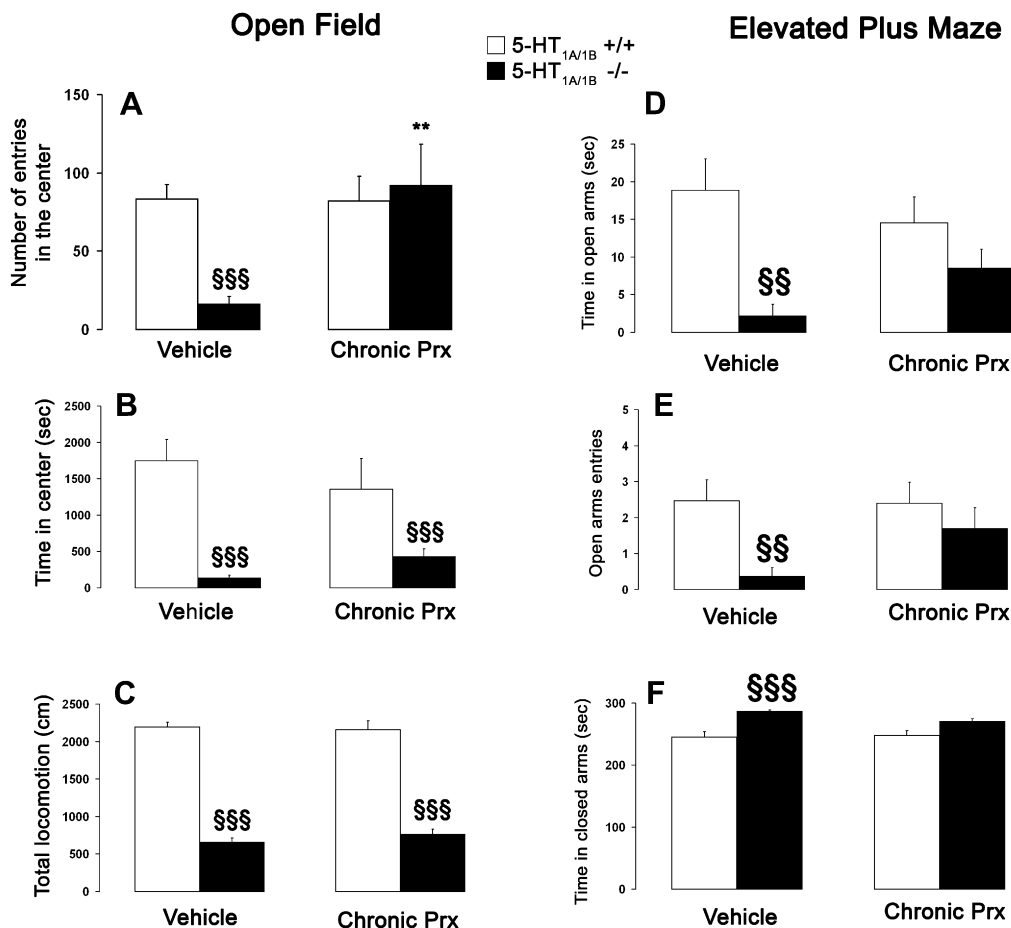 Open Field
Elevated Plus Maze
5-HT1A/1B +/+
5-HT1A/1B -/-
A
Number of entries
in the center
150
100
50
0
**
§§§
Vehicle
Chronic Prx
B
Time in center (sec)
2500
2000
1500
1000
500
0
§§§
§§§
Vehicle
Chronic Prx
C
Total locomotion (cm)
2500
2000
1500
1000
500
0
§§§
§§§
Vehicle
Chronic Prx
D
Time in open arms (sec)
25
20
15
10
5
0
§§
Vehicle
Chronic Prx
E
Open arms entries
5
4
3
2
1
0
§§
Vehicle
Chronic Prx
F
Time in closed arms (sec)
300
200
100
0
§§§
Vehicle
Chronic Prx